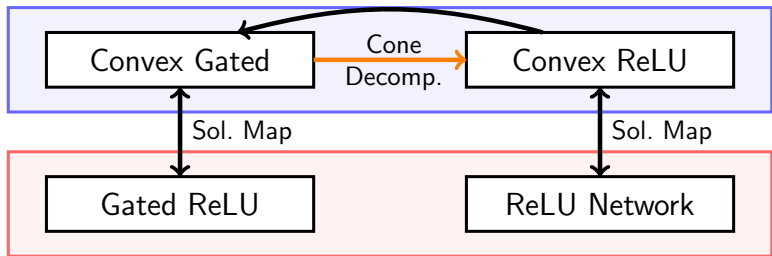 Convex Gated
Cone
Decomp.
Convex ReLU
Sol. Map
Sol. Map
Gated ReLU
ReLU Network